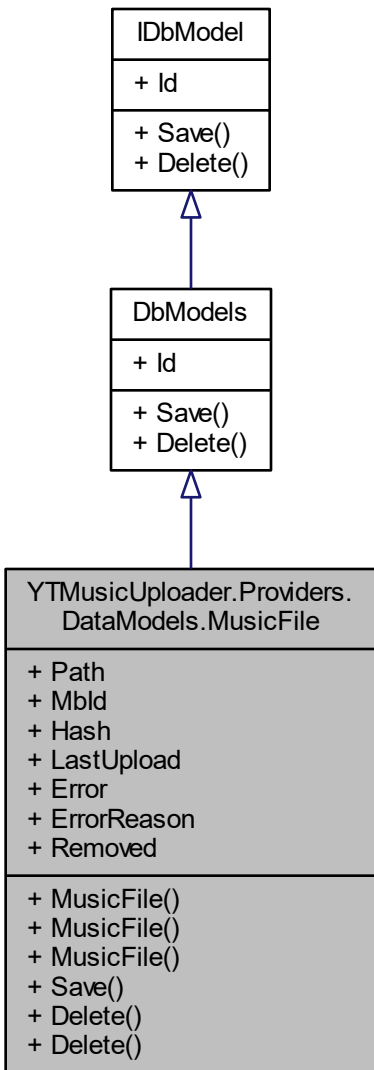 IDbModel
+ Id
+ Save()
+ Delete()
DbModels
+ Id
+ Save()
+ Delete()
YTMusicUploader.Providers.
DataModels.MusicFile
+ Path
+ MbId
+ Hash
+ LastUpload
+ Error
+ ErrorReason
+ Removed
+ MusicFile()
+ MusicFile()
+ MusicFile()
+ Save()
+ Delete()
+ Delete()